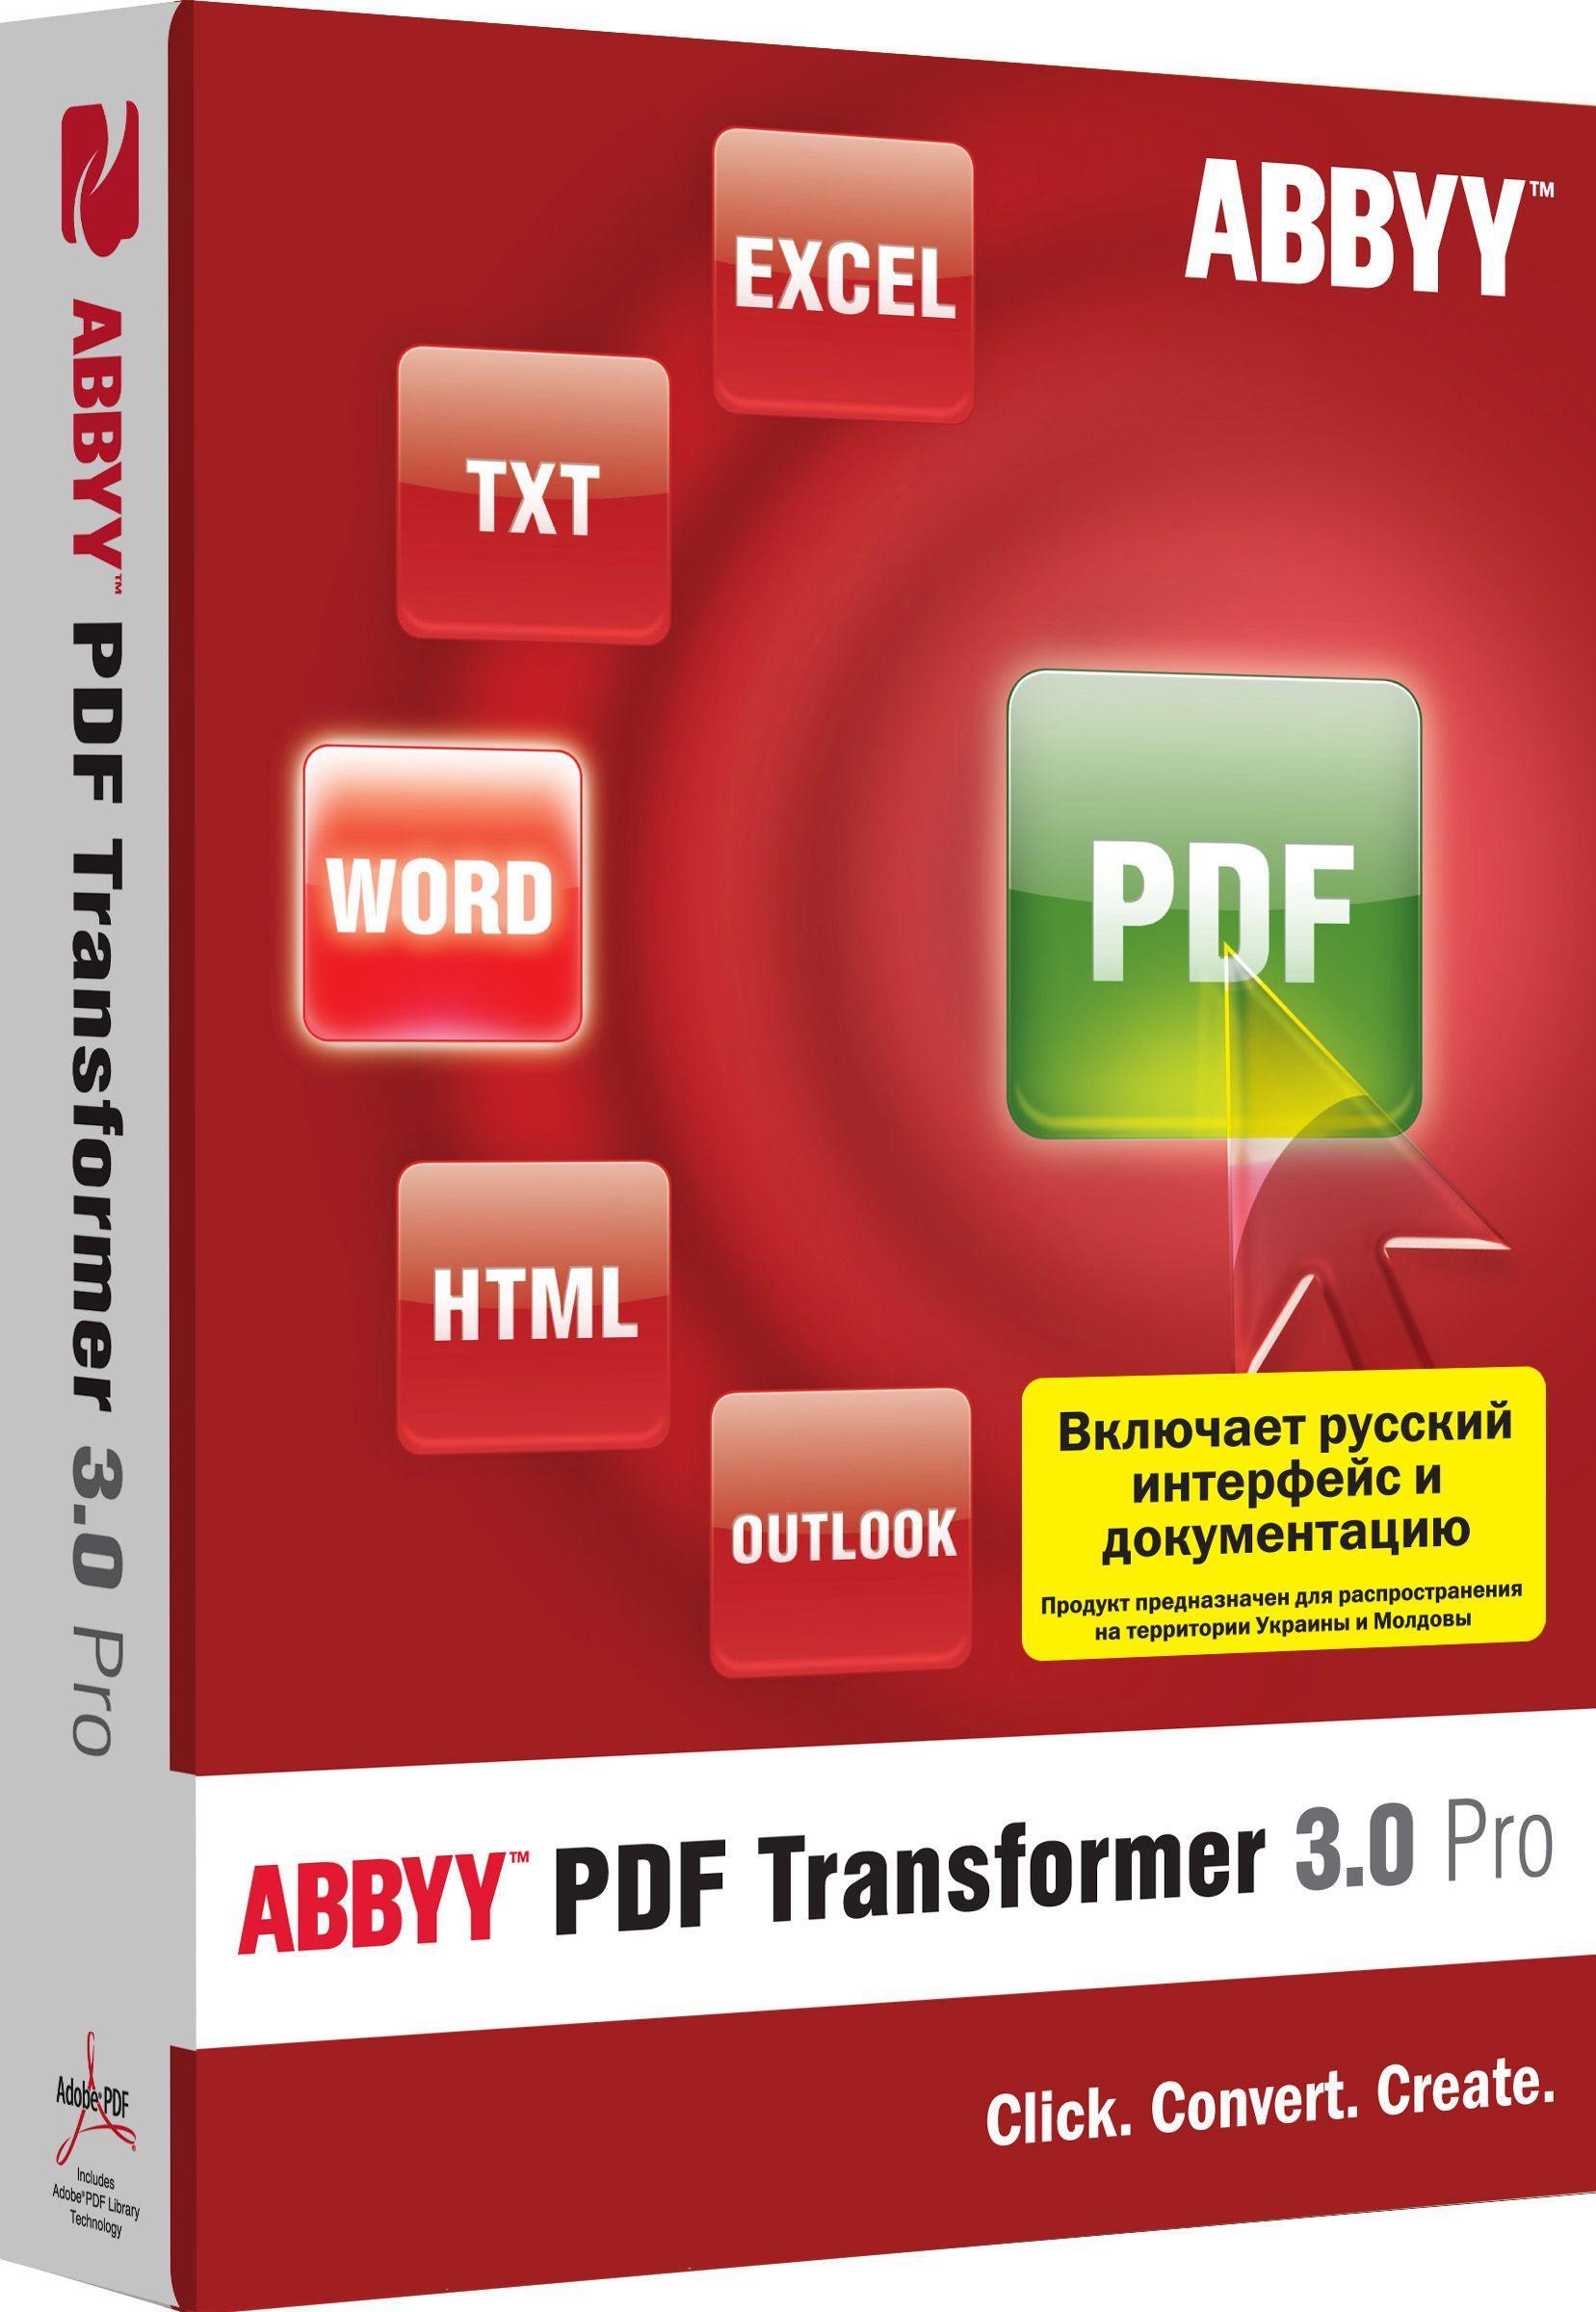 ABBYY™ PDF Transformer 3.0 Pro
Adobe® PDF
Includes
Adobe® PDF Library
Technology
ABBYY™
EXCEL
TXT
WORD
PDF
HTML
OUTLOOK
Включает русский
интерфейс и
документацию
Продукт предназначен для распространения
на территории Украины и Молдовы
ABBYY™ PDF Transformer 3.0 Pro
Click. Convert. Create.